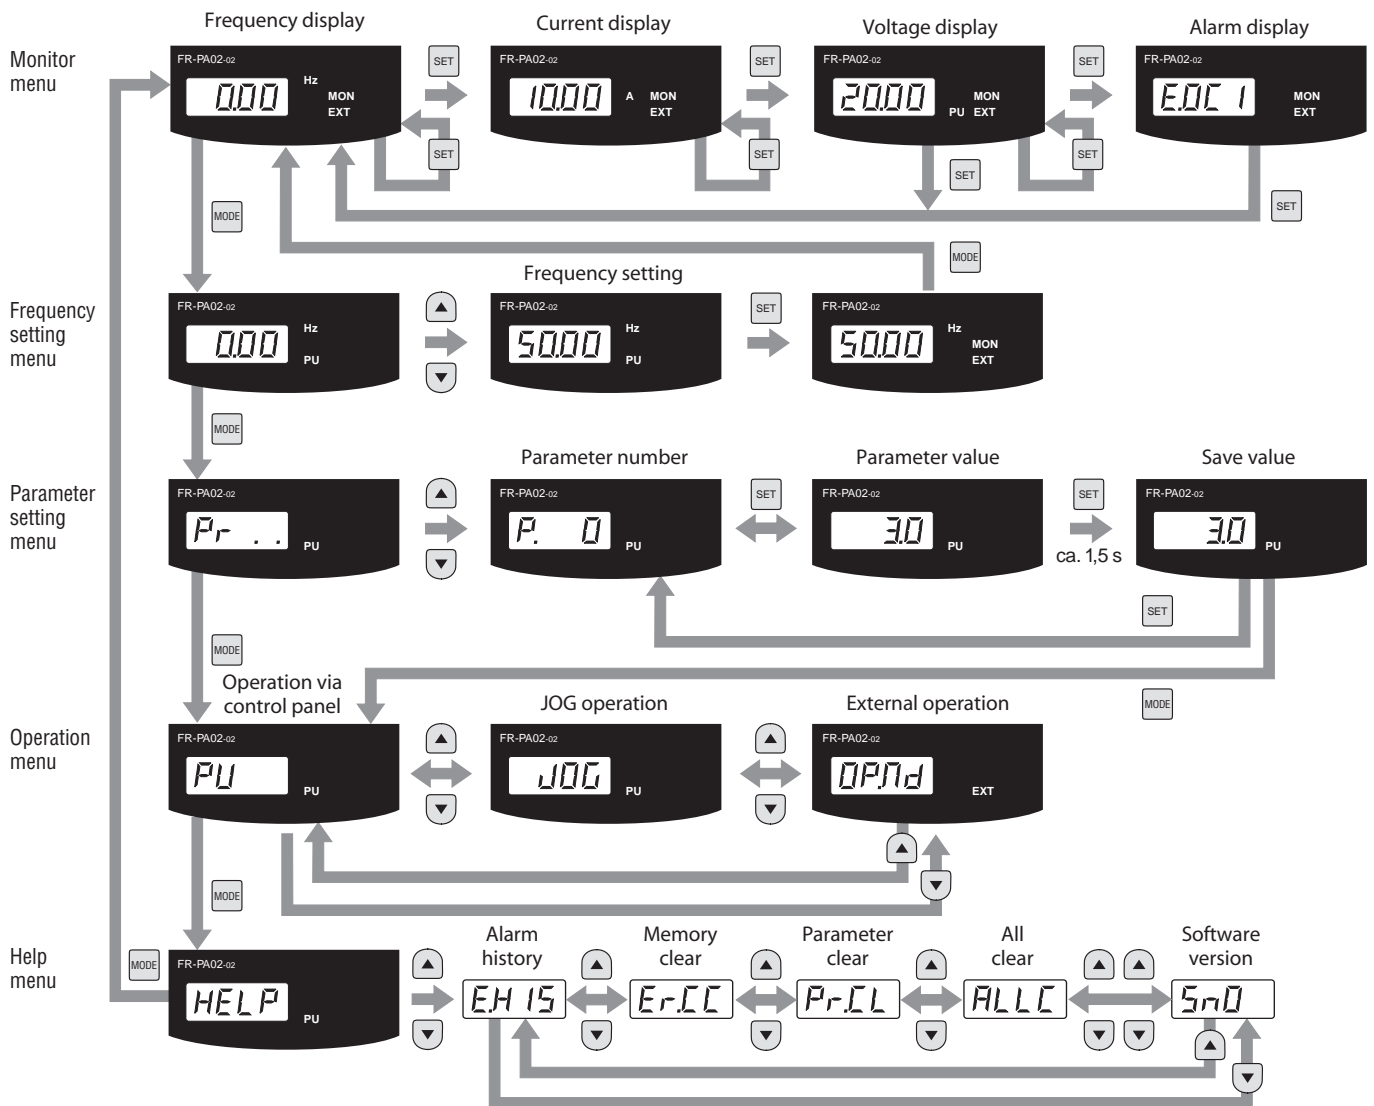 Frequency display
Current display
Voltage display
Alarm display
Monitor
menu
FR-PA02-02
0.00
Hz
MON
EXT
SET
FR-PA02-02
10.00
A
MON
EXT
SET
FR-PA02-02
20.00
PU
MON
EXT
SET
FR-PA02-02
E.OC 1
MON
EXT
SET
SET
SET
SET
SET
MODE
MODE
Frequency setting
Frequency
setting
menu
FR-PA02-02
0.00
Hz
PU
FR-PA02-02
50.00
Hz
PU
SET
FR-PA02-02
50.00
Hz
MON
EXT
MODE
Parameter number
Parameter value
Save value
Parameter
setting
menu
FR-PA02-02
Pr ..
PU
FR-PA02-02
P. 0
PU
SET
FR-PA02-02
3.0
PU
SET
ca. 1,5 s
FR-PA02-02
3.0
PU
SET
MODE
MODE
Operation via
control panel
JOG operation
External operation
Operation
menu
FR-PA02-02
PU
PU
FR-PA02-02
JOG
PU
FR-PA02-02
OP.nd
EXT
MODE
Help
menu
MODE
FR-PA02-02
HELP
PU
Alarm
history
Memory
clear
Parameter
clear
All
clear
Software
version
E.HIS
Er.CL
Pr.CL
ALLC
Sn0